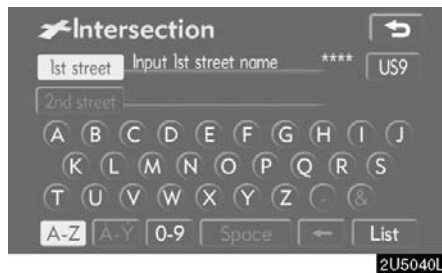 Intersection
1st street Input 1st street name **** US9
2nd street
A B C D E F G H I J
K L M N O P Q R S
T U V W X Y Z - &
A-Z À-Ý 0-9 Space ← List
2U5040L